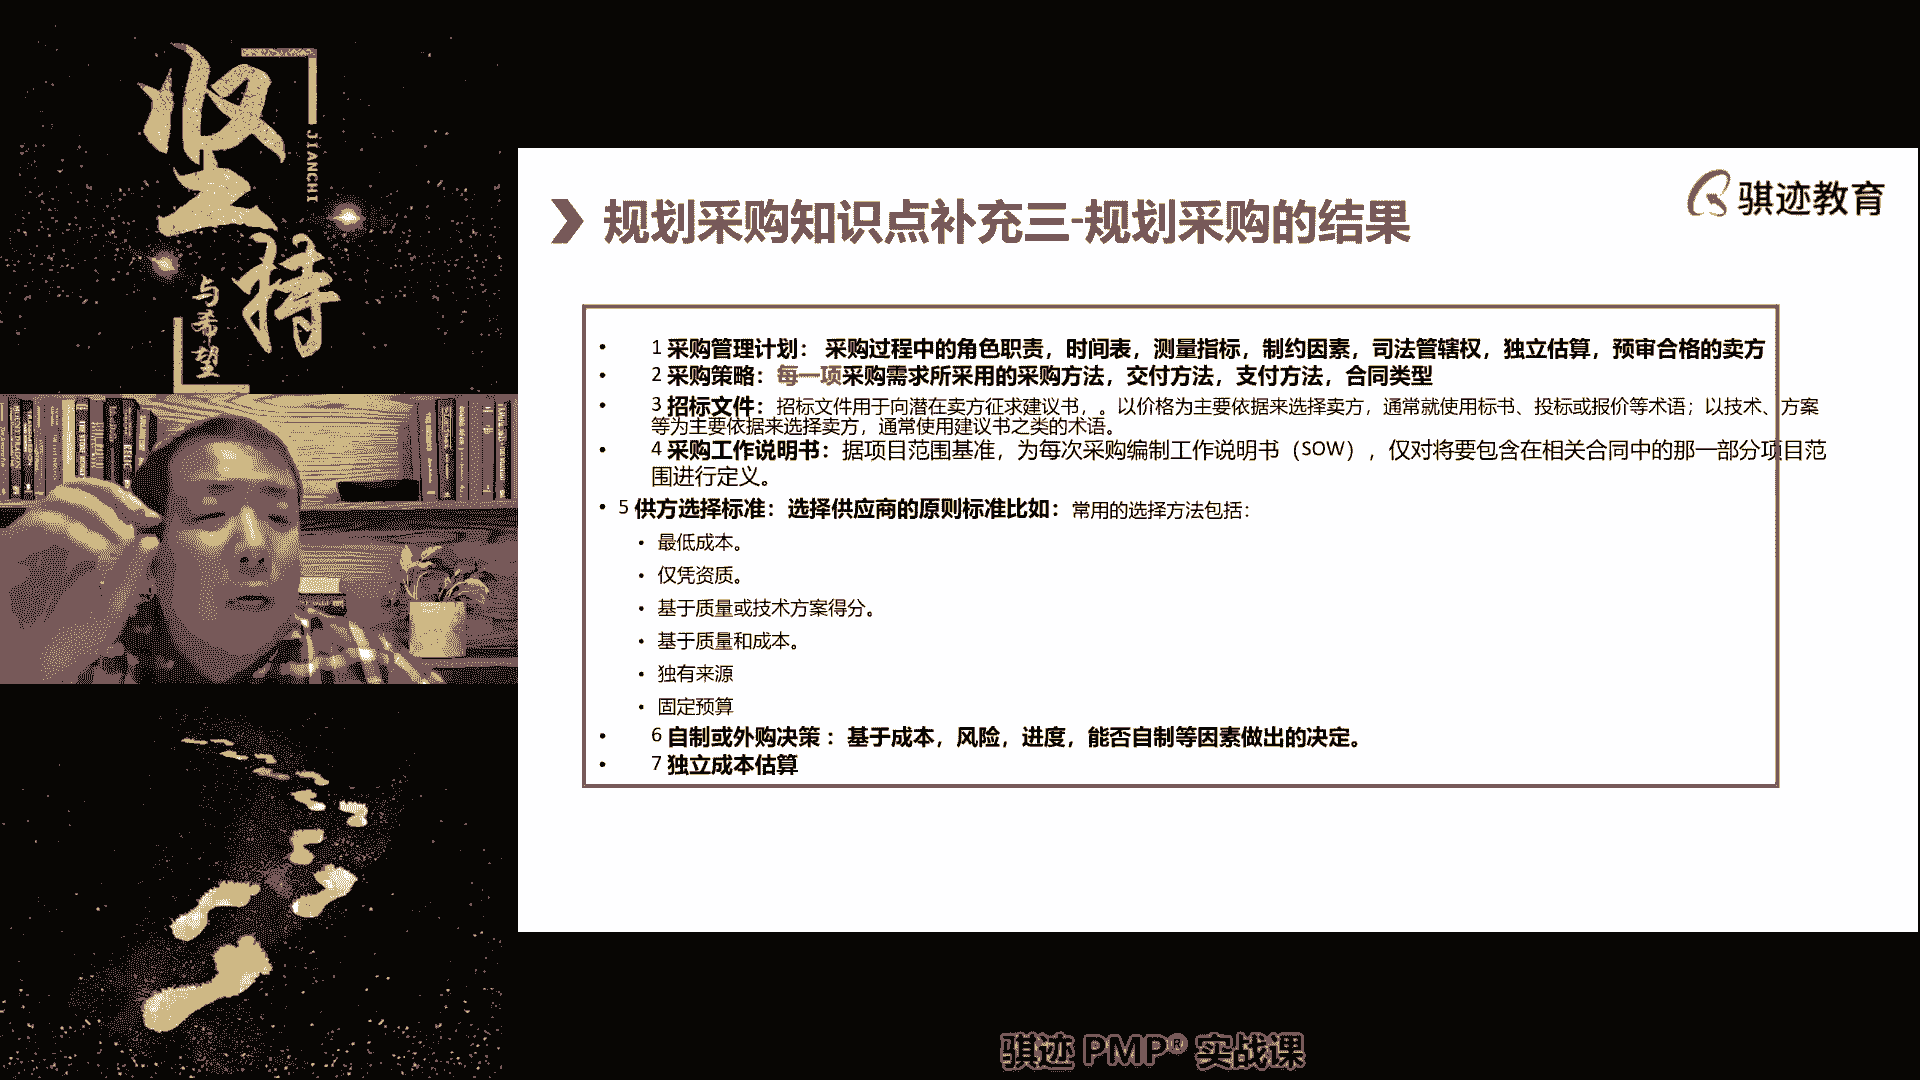 坚持
JIANCHI
与希望
骐迹教育
规划采购知识点补充三-规划采购的结果
• 1 采购管理计划： 采购过程中的角色职责，时间表，测量指标，制约因素，司法管辖权，独立估算，预审合格的卖方
• 2 采购策略：每一项采购需求所采用的采购方法，交付方法，支付方法，合同类型
• 3 招标文件：招标文件用于向潜在卖方征求建议书，。以价格为主要依据来选择卖方，通常就使用标书、投标或报价等术语；以技术、方案
等为主要依据来选择卖方，通常使用建议书之类的术语。
• 4 采购工作说明书：据项目范围基准，为每次采购编制工作说明书（SOW），仅对将要包含在相关合同中的那一部分项目范
围进行定义。
• 5 供方选择标准：选择供应商的原则标准比如：常用的选择方法包括：
• 最低成本。
• 仅凭资质。
• 基于质量或技术方案得分。
• 基于质量和成本。
• 独有来源
• 固定预算
• 6 自制或外购决策 ：基于成本，风险，进度，能否自制等因素做出的决定。
• 7 独立成本估算
骐迹 PMP® 实战课